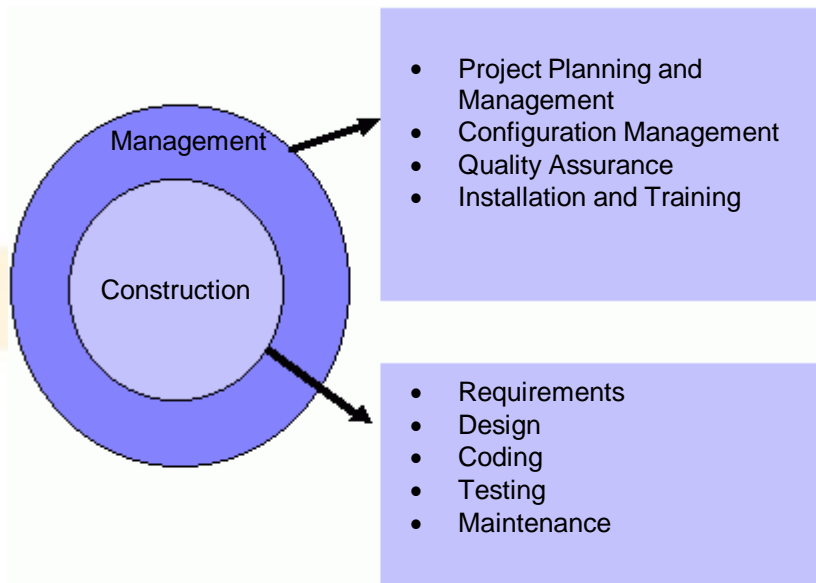 Management
Construction
• Project Planning and
Management
• Configuration Management
• Quality Assurance
• Installation and Training
• Requirements
• Design
• Coding
• Testing
• Maintenance